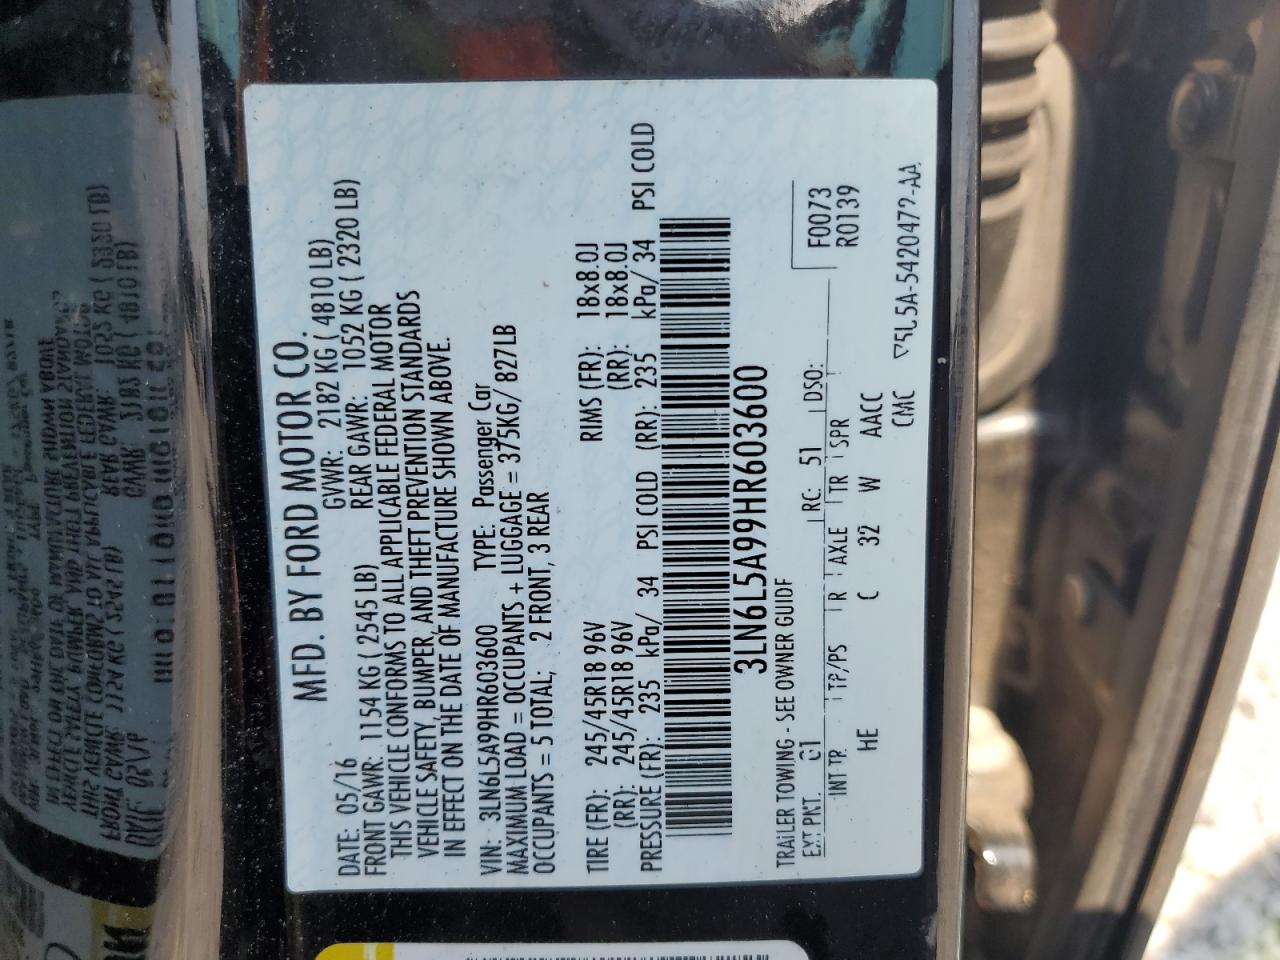 MFD. BY FORD MOTOR CO.
DATE: 05/16 GVWR: 2182 KG ( 4810 LB)
FRONT GAWR: 1154 KG ( 2545 LB) REAR GAWR: 1052 KG ( 2320 LB)
THIS VEHICLE CONFORMS TO ALL APPLICABLE FEDERAL MOTOR
VEHICLE SAFETY, BUMPER, AND THEFT PREVENTION STANDARDS
IN EFFECT ON THE DATE OF MANUFACTURE SHOWN ABOVE.
VIN: 3LN6L5A99HR603600 TYPE: Passenger Car
MAXIMUM LOAD = OCCUPANTS + LUGGAGE = 375KG/ 827LB
OCCUPANTS = 5 TOTAL; 2 FRONT, 3 REAR
TIRE (FR): 245/45R18 96V RIMS (FR): 18x8.0J
(RR): 245/45R18 96V (RR): 18x8.0J
PRESSURE (FR): 235 kPa/ 34 PSI COLD (RR): 235 kPa/ 34 PSI COLD
3LN6L5A99HR603600
TRAILER TOWING - SEE OWNER GUIDE F0073
EXT PNT: G1 RC: 51 DSO: R0139
INT TR TP/PS R AXLE TR SPR
HE C 32 W AACC
CMC 5U5A-5420472-AA